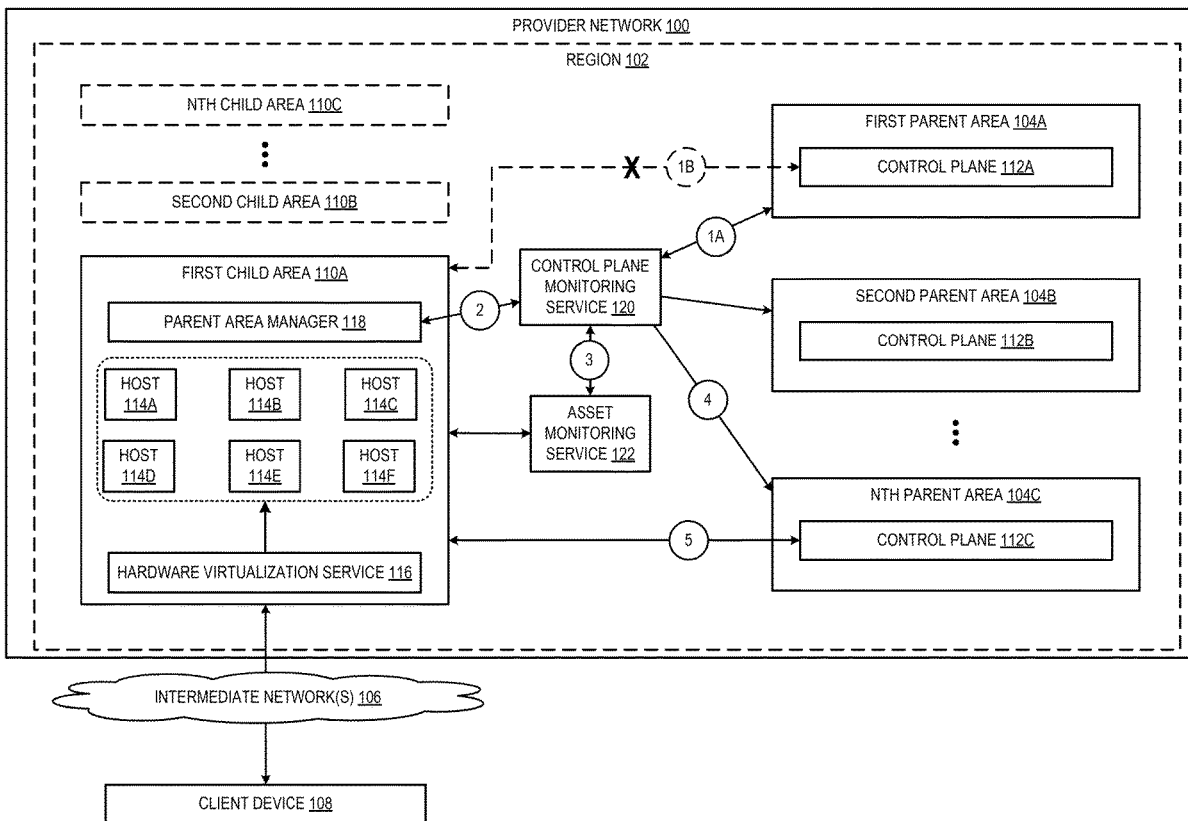 PROVIDER NETWORK 100
REGION 102
NTH CHILD AREA 110C
SECOND CHILD AREA 110B
FIRST CHILD AREA 110A
PARENT AREA MANAGER 118
HOST
114A
HOST
114B
HOST
114C
HOST
114D
HOST
114E
HOST
114F
HARDWARE VIRTUALIZATION SERVICE 116
X
1B
1A
2
CONTROL PLANE
MONITORING
SERVICE 120
3
ASSET
MONITORING
SERVICE 122
4
5
FIRST PARENT AREA 104A
CONTROL PLANE 112A
SECOND PARENT AREA 104B
CONTROL PLANE 112B
NTH PARENT AREA 104C
CONTROL PLANE 112C
INTERMEDIATE NETWORK(S) 106
CLIENT DEVICE 108